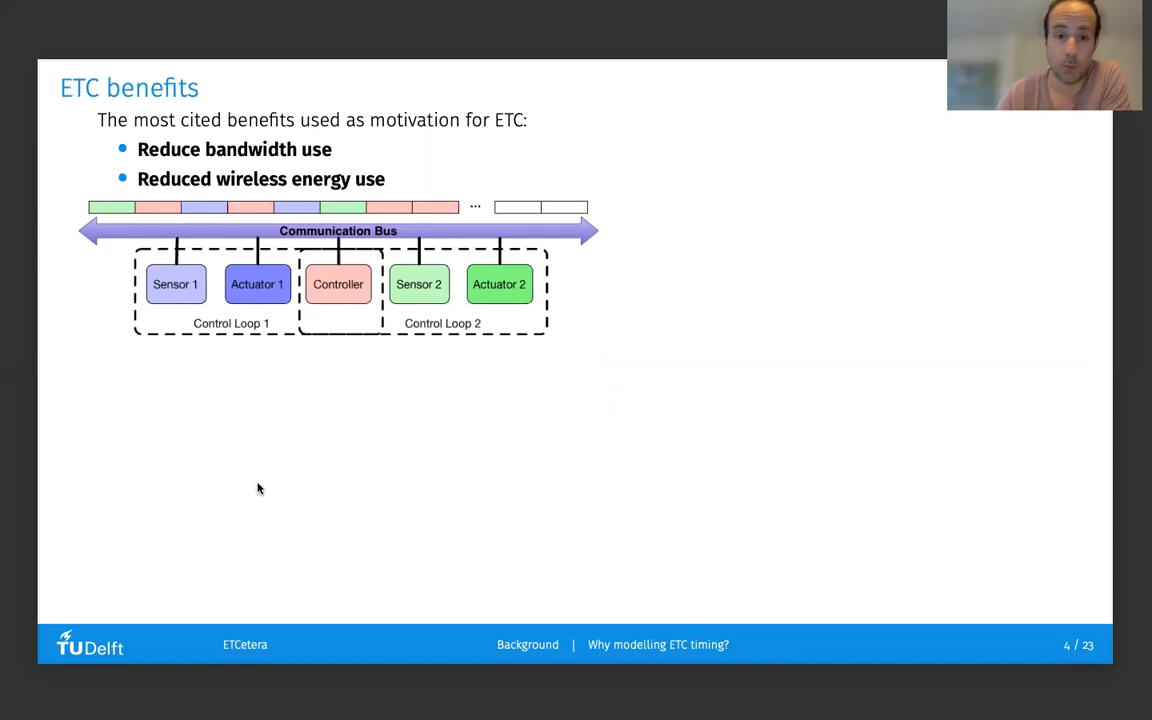 ETC benefits
The most cited benefits used as motivation for ETC:
Reduce bandwidth use
Reduced wireless energy use
...
Communication Bus
Sensor 1 Actuator 1 Controller Sensor 2 Actuator 2
Control Loop 1 Control Loop 2
TUDelft ETCetera Background | Why modelling ETC timing? 4 / 23